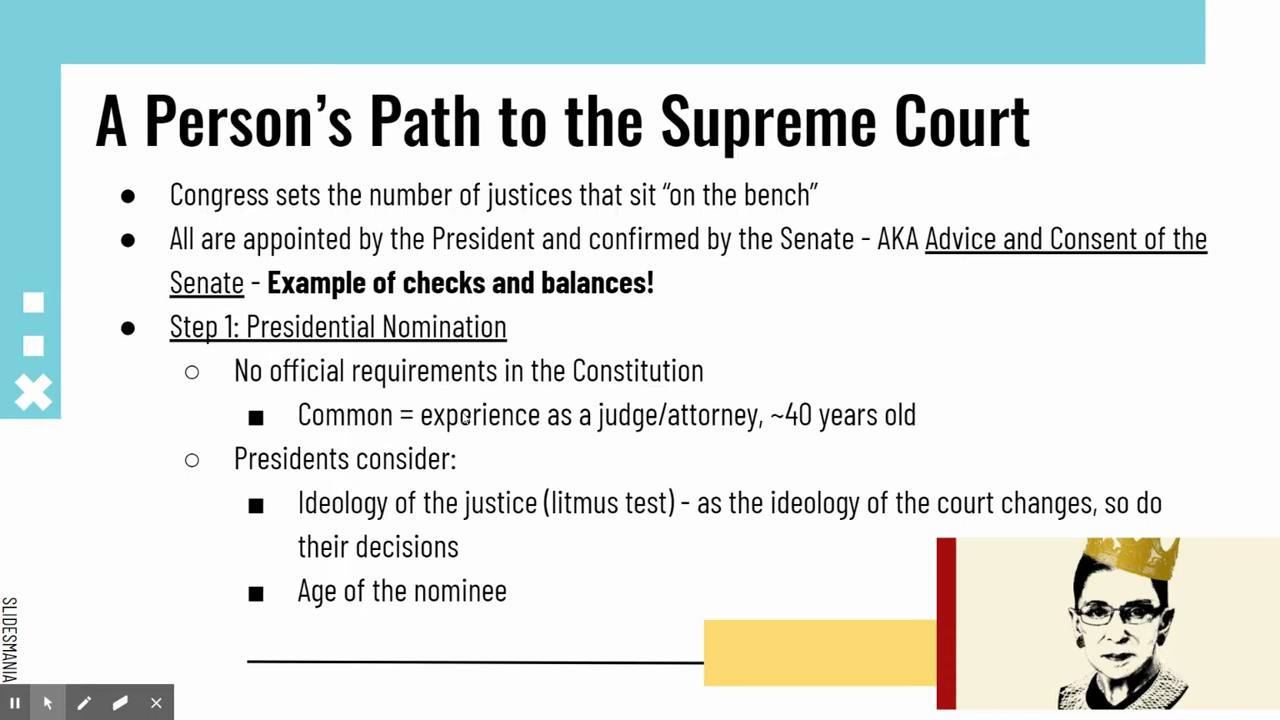 A Person’s Path to the Supreme Court
● Congress sets the number of justices that sit “on the bench”
● All are appointed by the President and confirmed by the Senate - AKA Advice and Consent of the
Senate - Example of checks and balances!
● Step 1: Presidential Nomination
○ No official requirements in the Constitution
■ Common = experience as a judge/attorney, ~40 years old
○ Presidents consider:
■ Ideology of the justice (litmus test) - as the ideology of the court changes, so do
their decisions
■ Age of the nominee
SLIDESMANIA